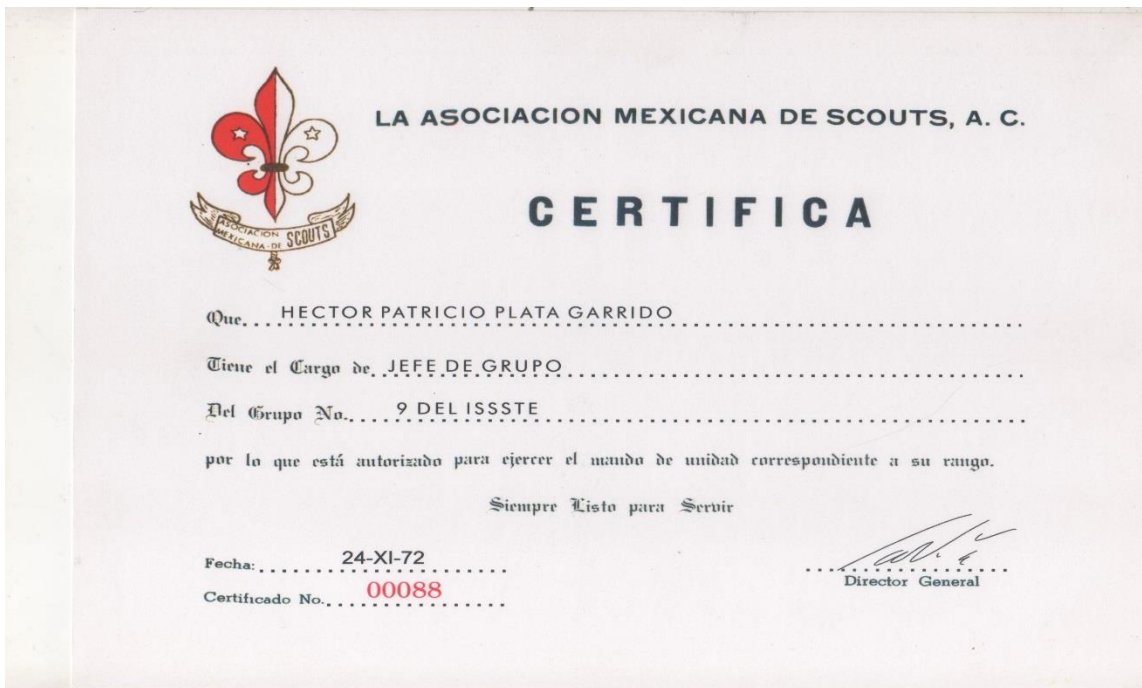 LA ASOCIACION MEXICANA DE SCOUTS, A. C.
CERTIFICA
ASOCIACION
MEXICANA-DE SCOUTS
Que HECTOR PATRICIO PLATA GARRIDO
Tiene el Cargo de JEFE DE GRUPO
Del Grupo No. 9 DEL ISSSTE
por lo que está autorizado para ejercer el mando de unidad correspondiente a su rango.
Siempre Listo para Servir
Fecha: 24-XI-72
Director General
Certificado No. 00088